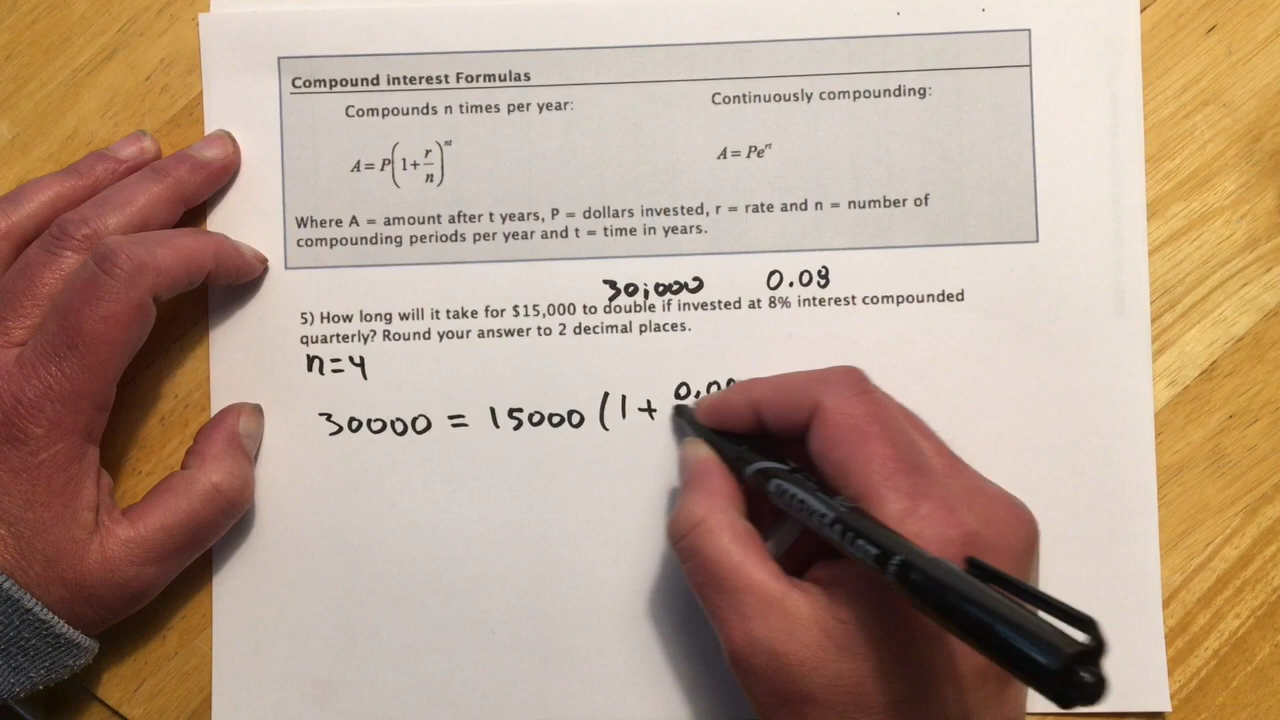 Compound interest Formulas
Compounds n times per year:
Continuously compounding:
A = P(1 + r/n)^nt
A = Pe^rt
Where A = amount after t years, P = dollars invested, r = rate and n = number of
compounding periods per year and t = time in years.
30,000 0.08
5) How long will it take for $15,000 to double if invested at 8% interest compounded
quarterly? Round your answer to 2 decimal places.
n=4
30000 = 15000 (1+ 0.0